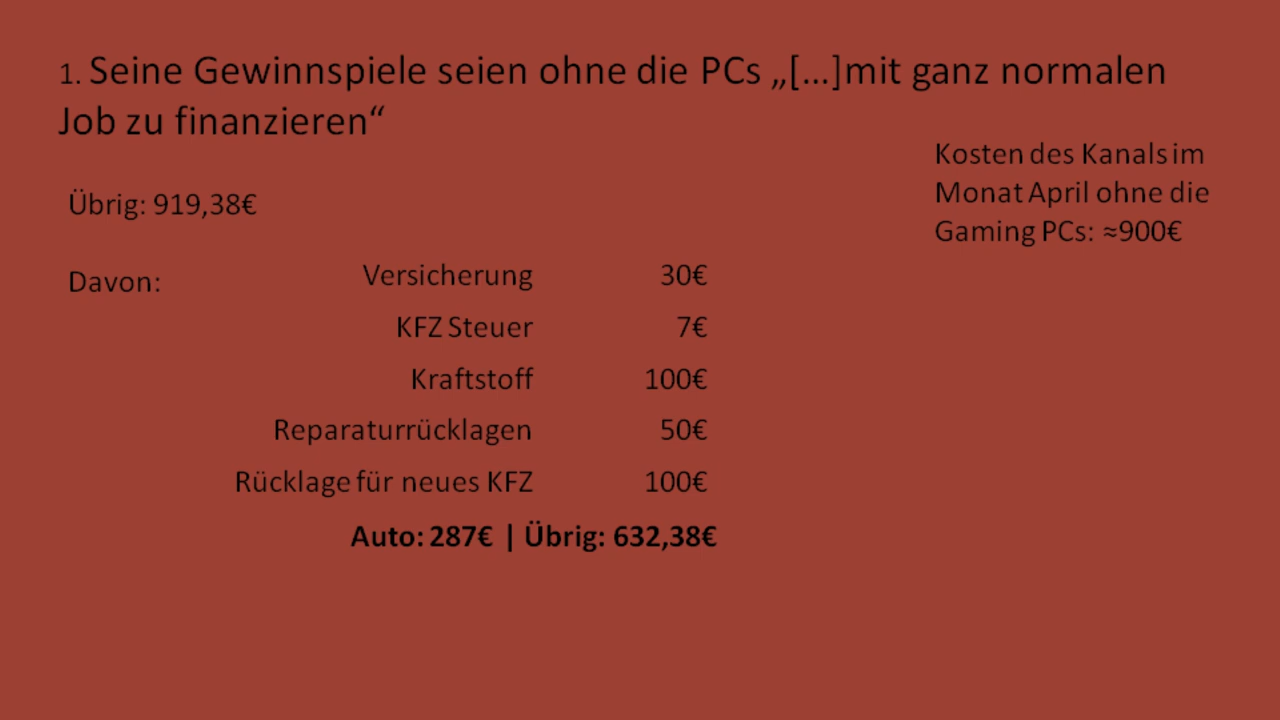 1. Seine Gewinnspiele seien ohne die PCs „[…]mit ganz normalen
Job zu finanzieren“
Kosten des Kanals im
Monat April ohne die
Gaming PCs: ≈900€
Übrig: 919,38€
Davon:
Versicherung 30€
KFZ Steuer 7€
Kraftstoff 100€
Reparaturrücklagen 50€
Rücklage für neues KFZ 100€
Auto: 287€ | Übrig: 632,38€